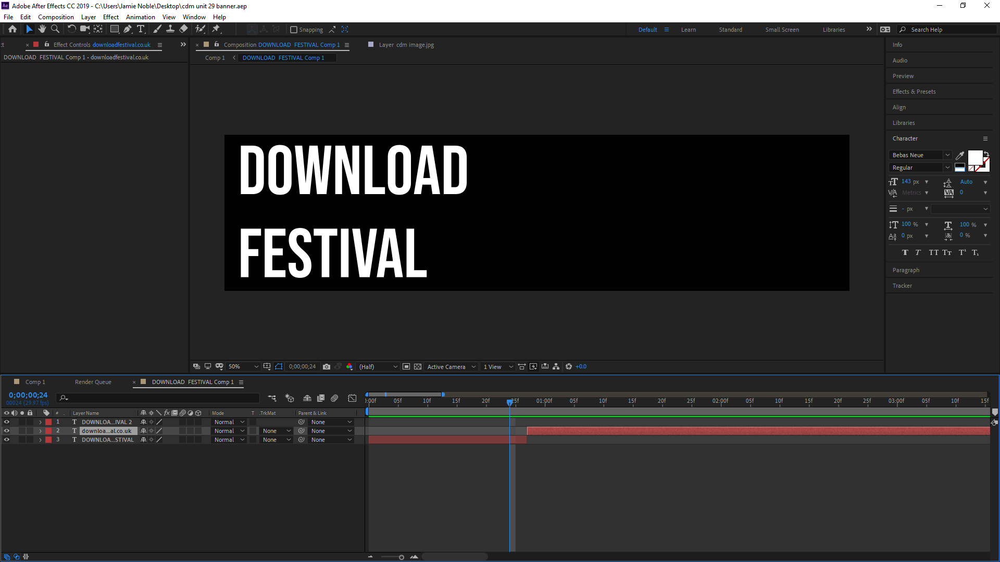 Ae Adobe After Effects CC 2019 - C:\Users\Jamie Noble\Desktop\cdm unit 29 banner.aep
File Edit Composition Layer Effect Animation View Window Help
Snapping Default Learn Standard Small Screen Libraries Search Help
Effect Controls downloadfestival.co.uk
DOWNLOAD FESTIVAL Comp 1 • downloadfestival.co.uk
Composition DOWNLOAD FESTIVAL Comp 1 Layer cdm image.jpg
Comp 1 DOWNLOAD FESTIVAL Comp 1
DOWNLOAD
FESTIVAL
50% 0;00;00;24 (Half) Active Camera 1 View +0.0
Info
Audio
Preview
Effects & Presets
Align
Libraries
Character
Bebas Neue
Regular
143 px Auto
Metrics 0
- px
100 % 100 %
0 px 0 %
Paragraph
Tracker
Comp 1 Render Queue DOWNLOAD FESTIVAL Comp 1
0;00;00;24
00024 (29.97 fps)
):00f 05f 10f 15f 20f 25f 01:00f 05f 10f 15f 20f 25f 02:00f 05f 10f 15f 20f 25f 03:00f 05f 10f 15f
# Layer Name fx Mode T .TrkMat Parent & Link
1 T DOWNLOA...IVAL 2 Normal None
2 T downloa...al.co.uk Normal None None
3 T DOWNLOA...STIVAL Normal None None